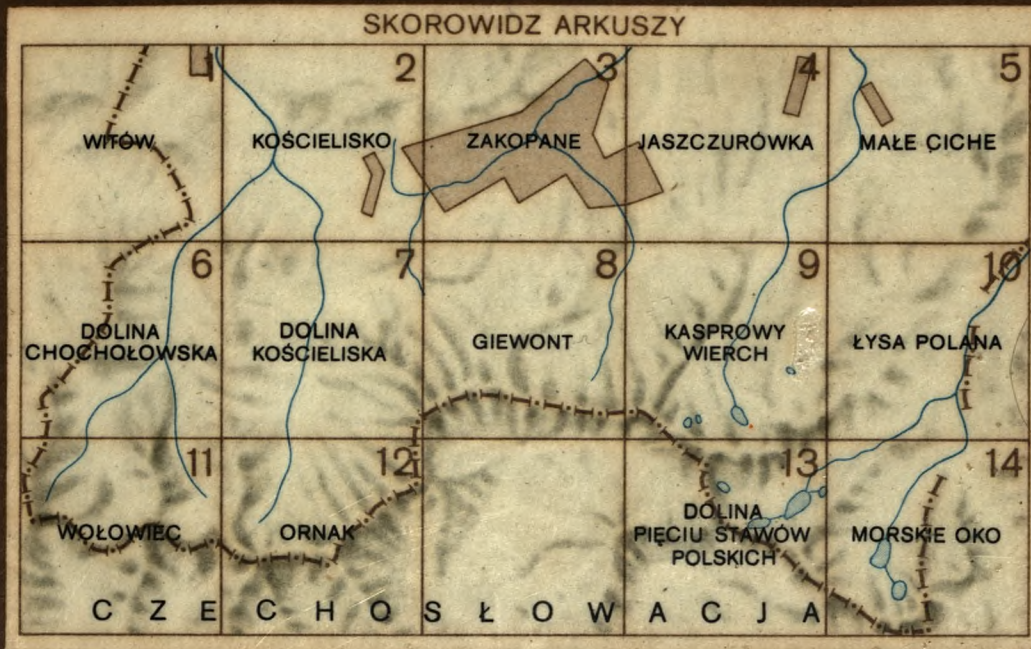 SKOROWIDZ ARKUSZY
1
2
3
4
5
WITÓW
KOŚCIELISKO
ZAKOPANE
JASZCZURÓWKA
MAŁE CICHE
6
7
8
9
10
DOLINA
CHOCHOŁOWSKA
DOLINA
KOŚCIELISKA
GIEWONT
KASPROWY
WIERCH
ŁYSA POLANA
11
12
13
14
WOŁOWIEC
ORNAK
DOLINA
PIĘCIU STAWÓW
POLSKICH
MORSKIE OKO
CZECHOSŁOWACJA